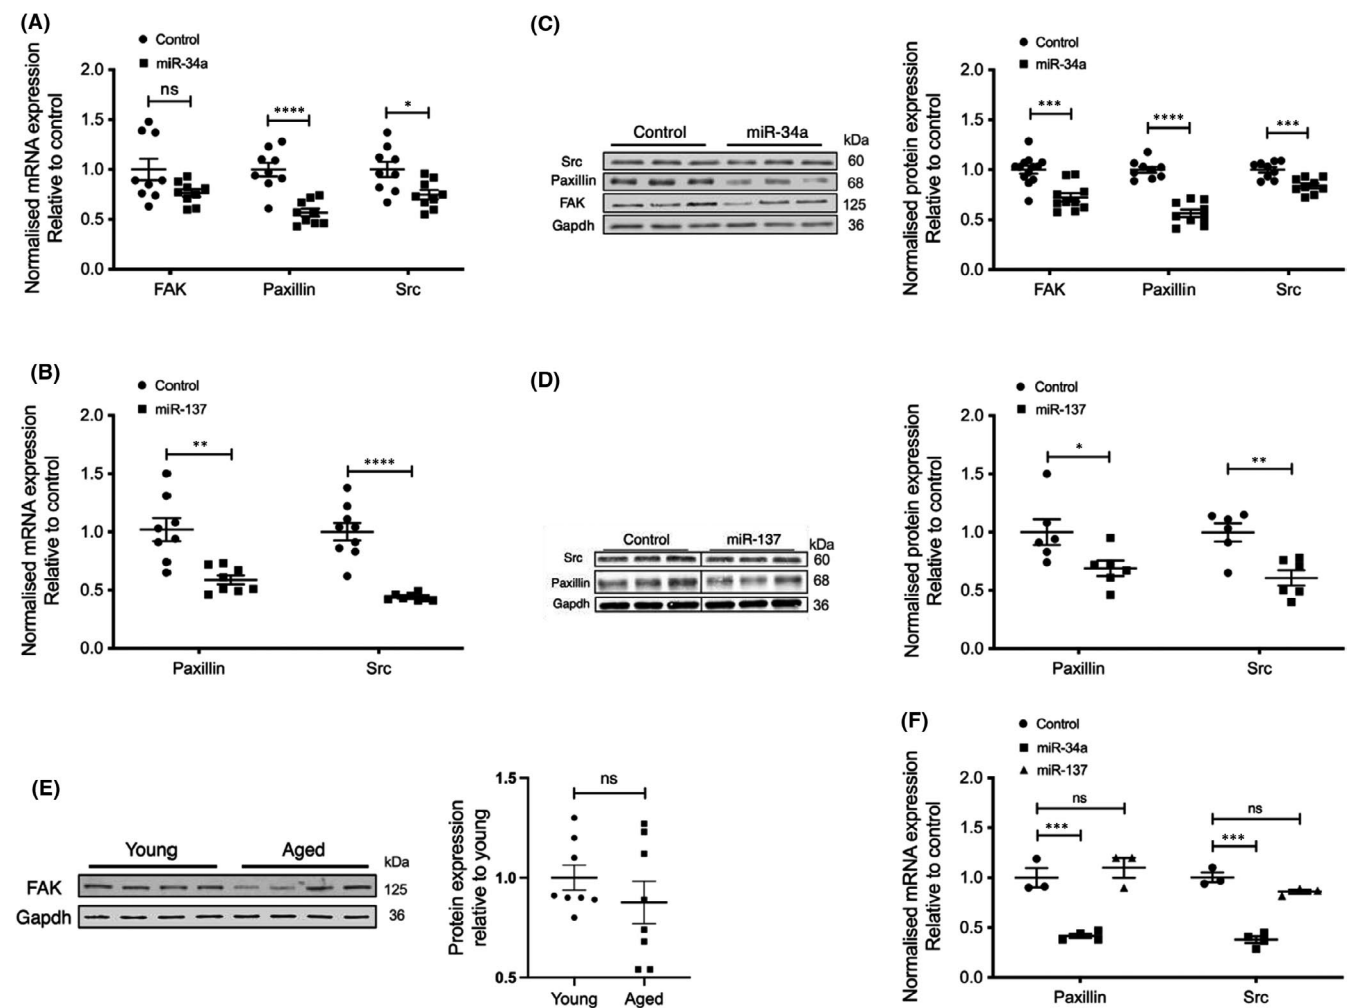 (A)
Control
miR-34a
Normalised mRNA expression
Relative to control
2.0
1.5
1.0
0.5
0.0
ns
****
*
FAK Paxillin Src
(C)
Control miR-34a kDa
Src 60
Paxillin 68
FAK 125
Gapdh 36
Control
miR-34a
Normalised protein expression
Relative to control
2.0
1.5
1.0
0.5
0.0
***
****
***
FAK Paxillin Src
(B)
Control
miR-137
Normalised mRNA expression
Relative to control
2.0
1.5
1.0
0.5
0.0
**
****
Paxillin Src
(D)
Control miR-137 kDa
Src 60
Paxillin 68
Gapdh 36
Control
miR-137
Normalised protein expression
Relative to control
2.0
1.5
1.0
0.5
0.0
*
**
Paxillin Src
(E)
Young Aged kDa
FAK 125
Gapdh 36
Protein expression
relative to young
1.5
1.0
0.5
ns
Young Aged
(F)
Control
miR-34a
miR-137
Normalised mRNA expression
Relative to control
2.0
1.5
1.0
0.5
0.0
ns
***
ns
***
Paxillin Src